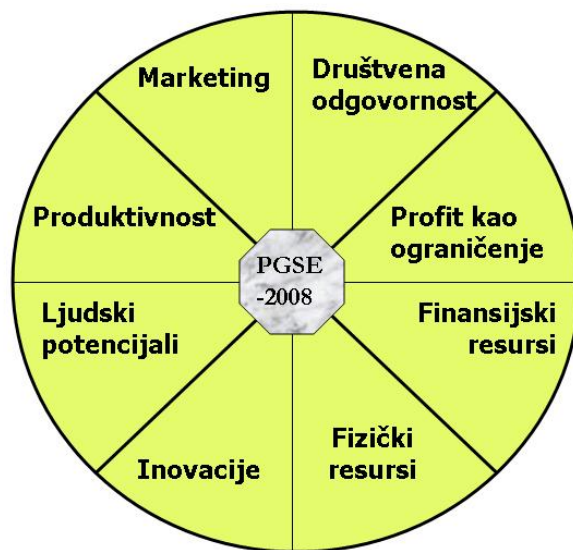 Marketing
Društvena
odgovornost
Produktivnost
Profit kao
ograničenje
PGSE
-2008
Ljudski
potencijali
Finansijski
resursi
Inovacije
Fizički
resursi